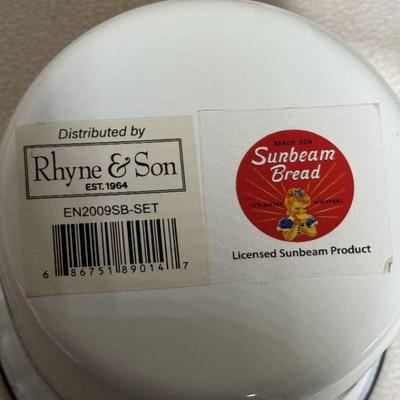 Distributed by
Rhyne & Son
EST. 1964
EN2009SB-SET
6 86751 89014 7
REACH FOR
Sunbeam
Bread
Licensed Sunbeam Product